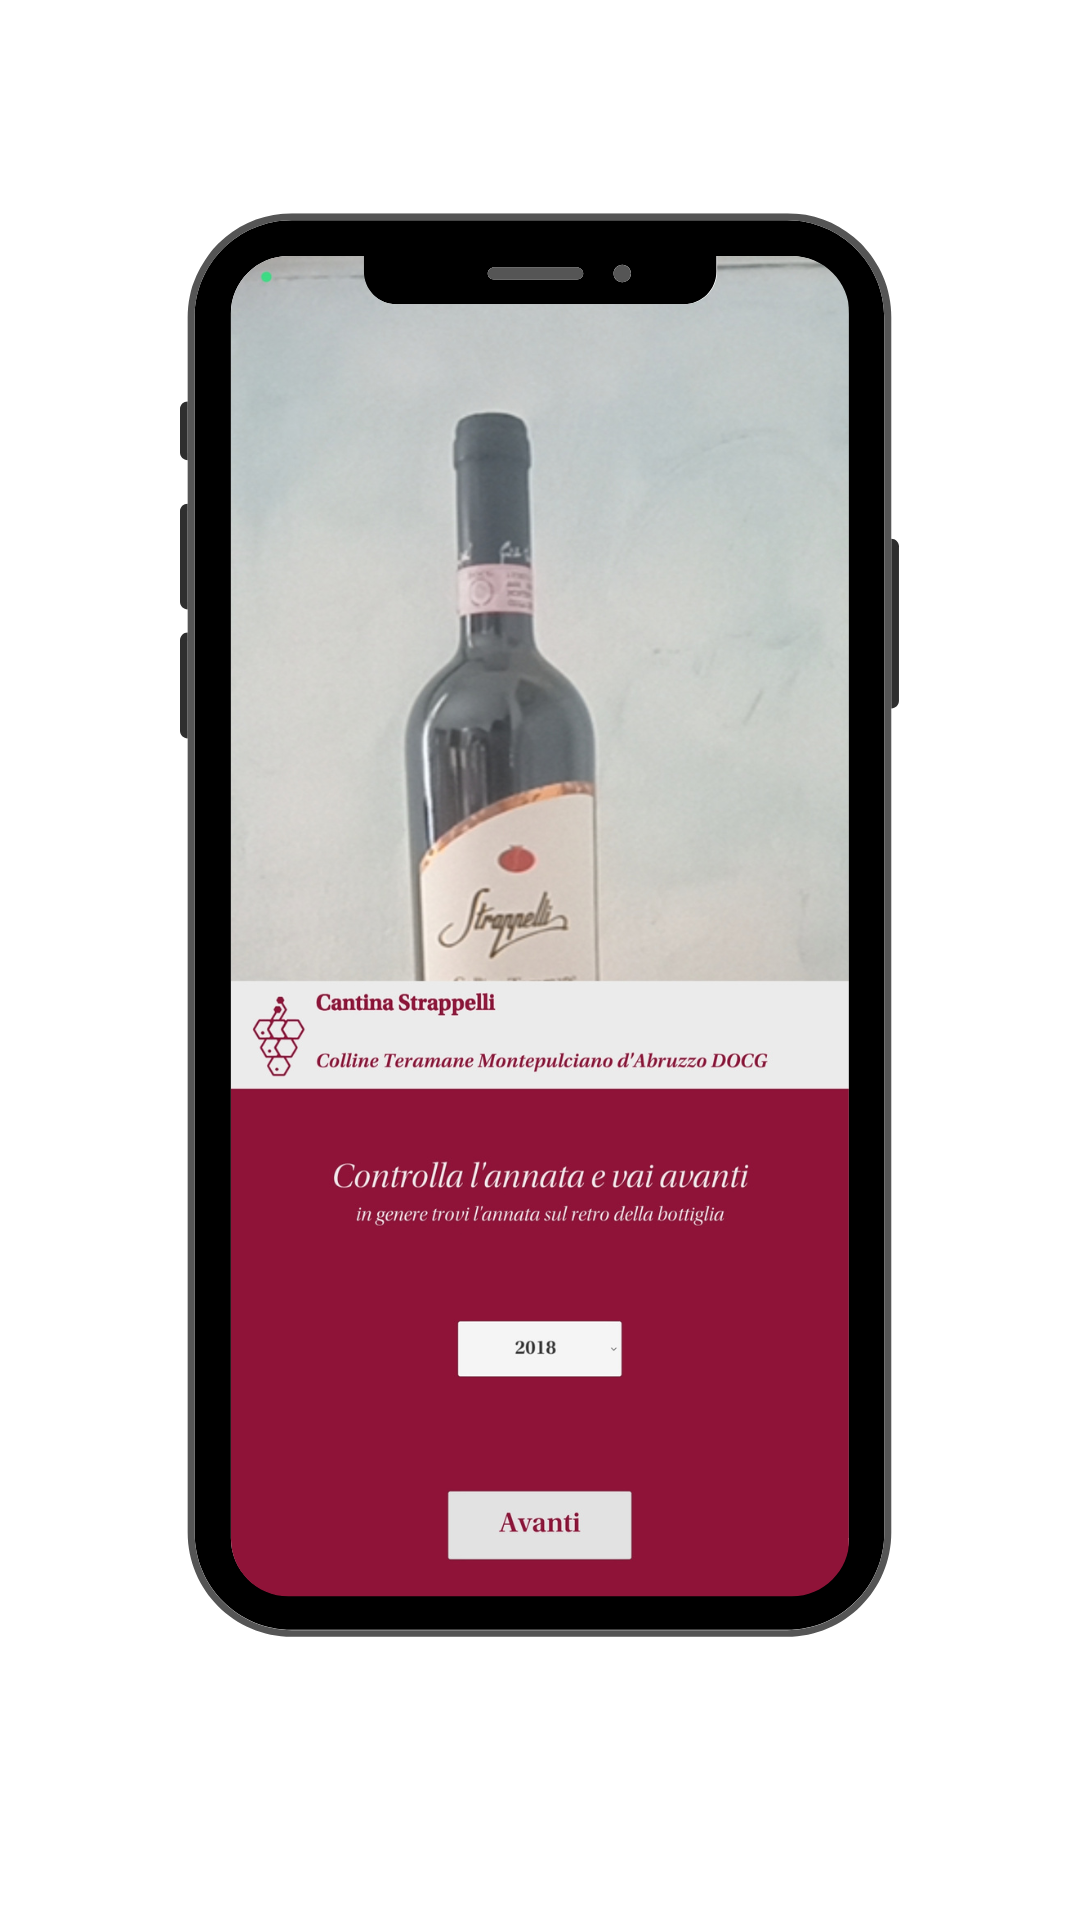 Strappelli
Cantina Strappelli
Colline Teramane Montepulciano d'Abruzzo DOCG
Controlla l'annata e vai avanti
in genere trovi l'annata sul retro della bottiglia
2018
Avanti